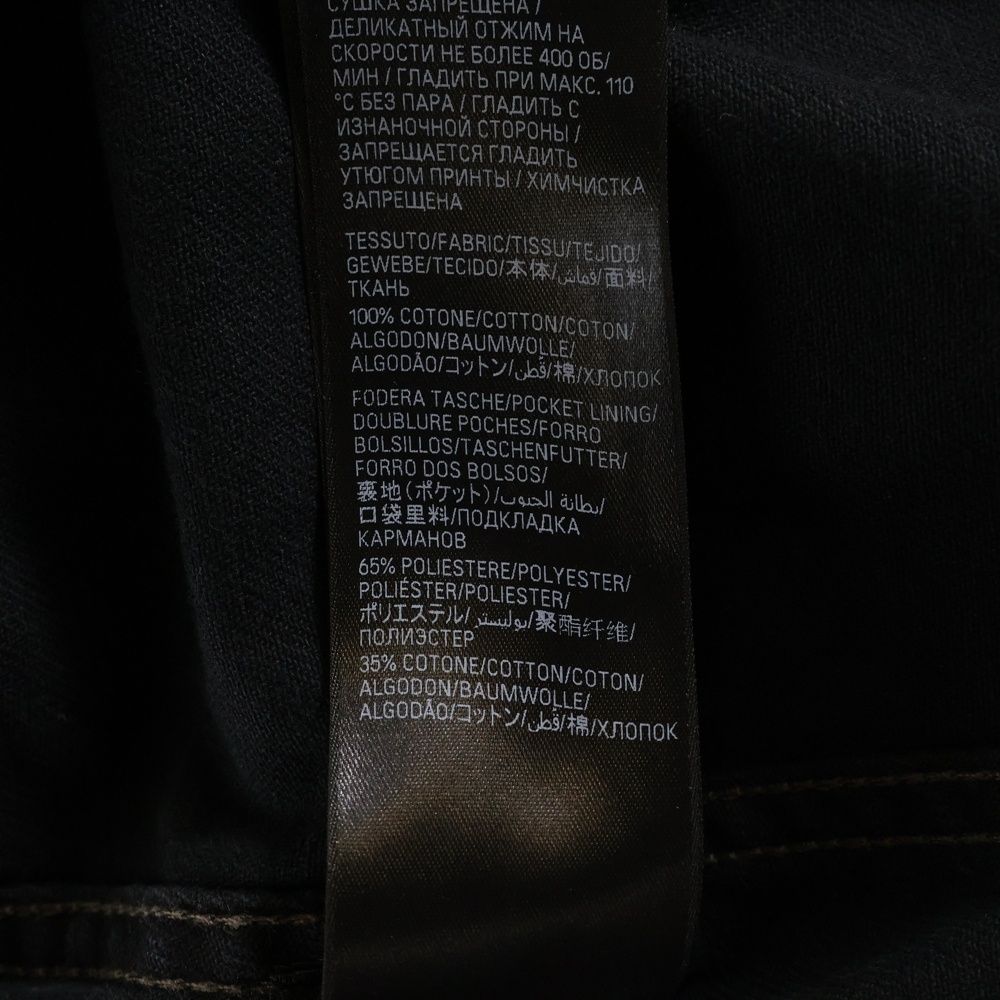 СУШКА ЗАПРЕЩЕНА /
ДЕЛИКАТНЫЙ ОТЖИМ НА
СКОРОСТИ НЕ БОЛЕЕ 400 ОБ/
МИН / ГЛАДИТЬ ПРИ МАКС. 110
°С БЕЗ ПАРА / ГЛАДИТЬ С
ИЗНАНОЧНОЙ СТОРОНЫ /
ЗАПРЕЩАЕТСЯ ГЛАДИТЬ
УТЮГОМ ПРИНТЫ / ХИМЧИСТКА
ЗАПРЕЩЕНА
TESSUTO/FABRIC/TISSU/TEJIDO/
GEWEBE/TECIDO/本体/قماش/面料/
ТКАНЬ
100% COTONE/COTTON/COTON/
ALGODON/BAUMWOLLE/
ALGODÃO/コットン/قُطن/棉/ХЛОПОК
FODERA TASCHE/POCKET LINING/
DOUBLURE POCHES/FORRO
BOLSILLOS/TASCHENFUTTER/
FORRO DOS BOLSOS/
裏地(ポケット)/بطانة الجيوب/
口袋里料/ПОДКЛАДКА
КАРМАНОВ
65% POLIESTERE/POLYESTER/
POLIÉSTER/POLIESTER/
ポリエステル/بوليستر/聚酯纤维/
ПОЛИЭСТЕР
35% COTONE/COTTON/COTON/
ALGODON/BAUMWOLLE/
ALGODÃO/コットン/قُطن/棉/ХЛОПОК